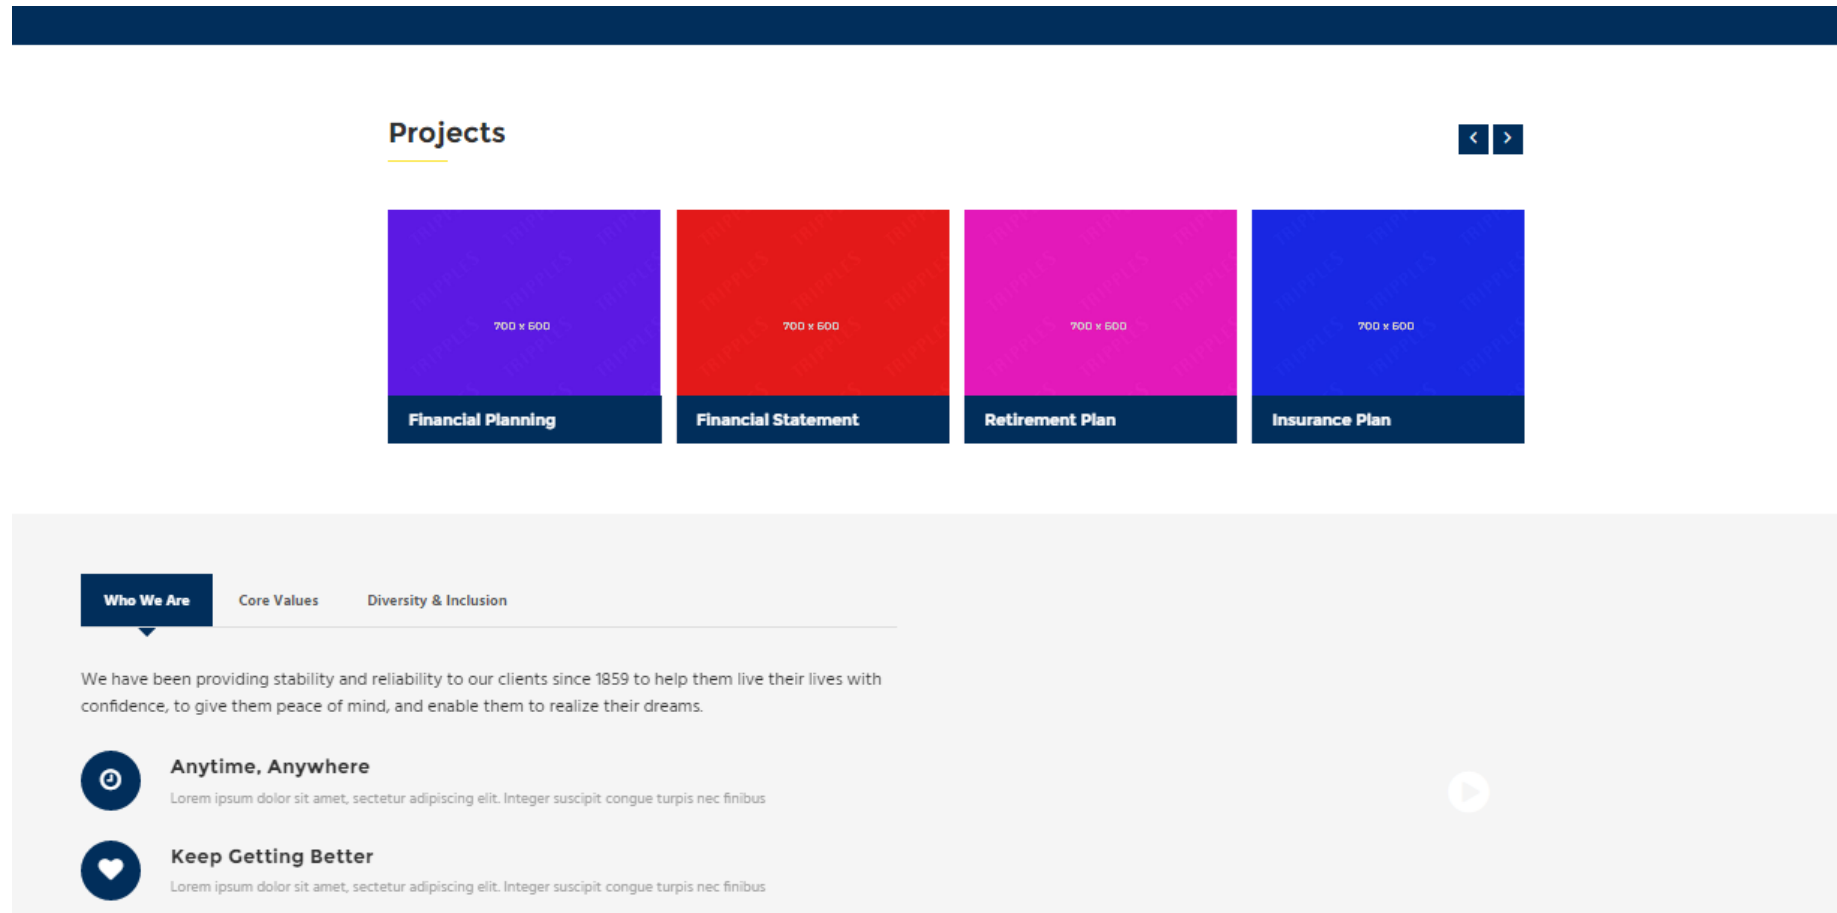 Projects
700 x 600
700 x 600
700 x 600
700 x 600
Financial Planning
Financial Statement
Retirement Plan
Insurance Plan
Who We Are
Core Values
Diversity & Inclusion
We have been providing stability and reliability to our clients since 1859 to help them live their lives with
confidence, to give them peace of mind, and enable them to realize their dreams.
Anytime, Anywhere
Lorem ipsum dolor sit amet, sectetur adipiscing elit. Integer suscipit congue turpis nec finibus
Keep Getting Better
Lorem ipsum dolor sit amet, sectetur adipiscing elit. Integer suscipit congue turpis nec finibus